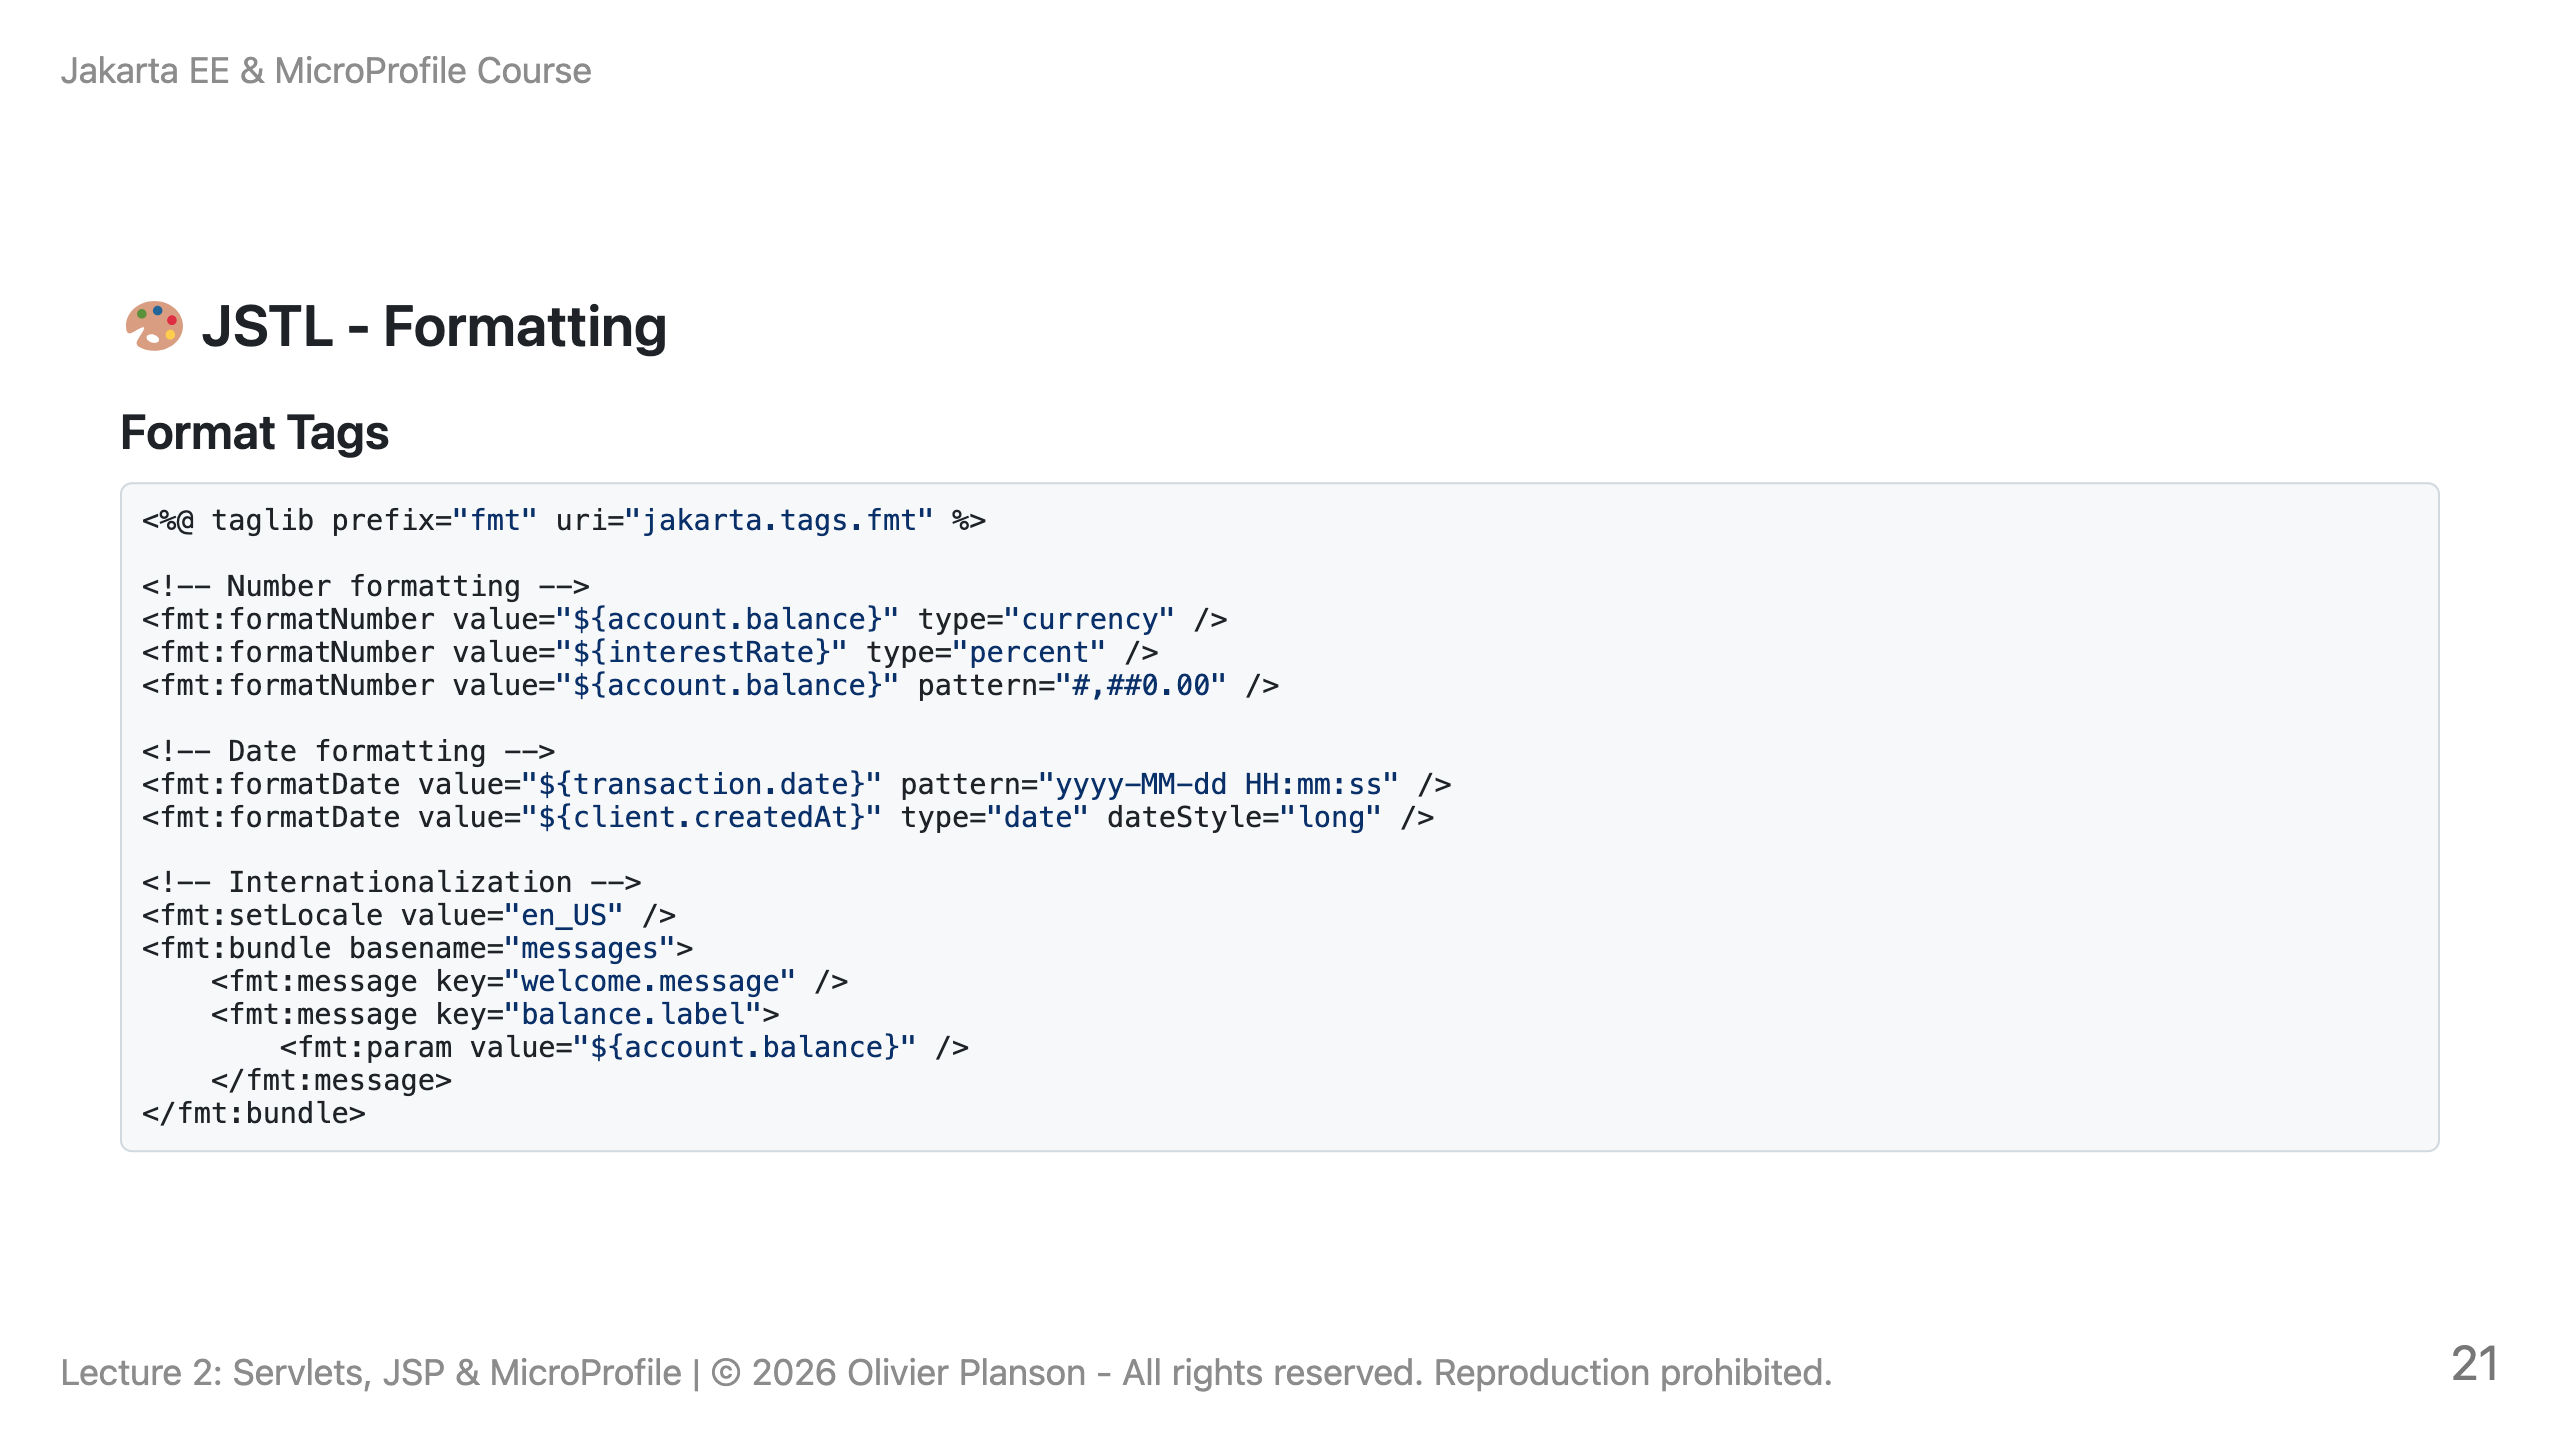 Jakarta EE & MicroProfile Course
🎨 JSTL - Formatting
Format Tags
<%@ taglib prefix="fmt" uri="jakarta.tags.fmt" %>

<!-- Number formatting -->
<fmt:formatNumber value="${account.balance}" type="currency" />
<fmt:formatNumber value="${interestRate}" type="percent" />
<fmt:formatNumber value="${account.balance}" pattern="#,##0.00" />

<!-- Date formatting -->
<fmt:formatDate value="${transaction.date}" pattern="yyyy-MM-dd HH:mm:ss" />
<fmt:formatDate value="${client.createdAt}" type="date" dateStyle="long" />

<!-- Internationalization -->
<fmt:setLocale value="en_US" />
<fmt:bundle basename="messages">
    <fmt:message key="welcome.message" />
    <fmt:message key="balance.label">
        <fmt:param value="${account.balance}" />
    </fmt:message>
</fmt:bundle>
Lecture 2: Servlets, JSP & MicroProfile | © 2026 Olivier Planson - All rights reserved. Reproduction prohibited.
21